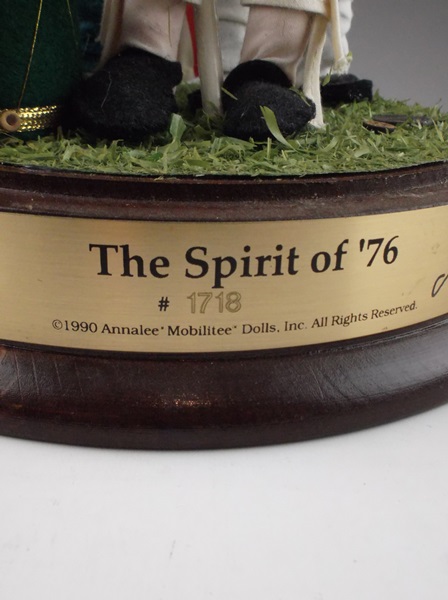 The Spirit of '76
# 1718
©1990 Annalee® Mobilitee® Dolls, Inc. All Rights Reserved.